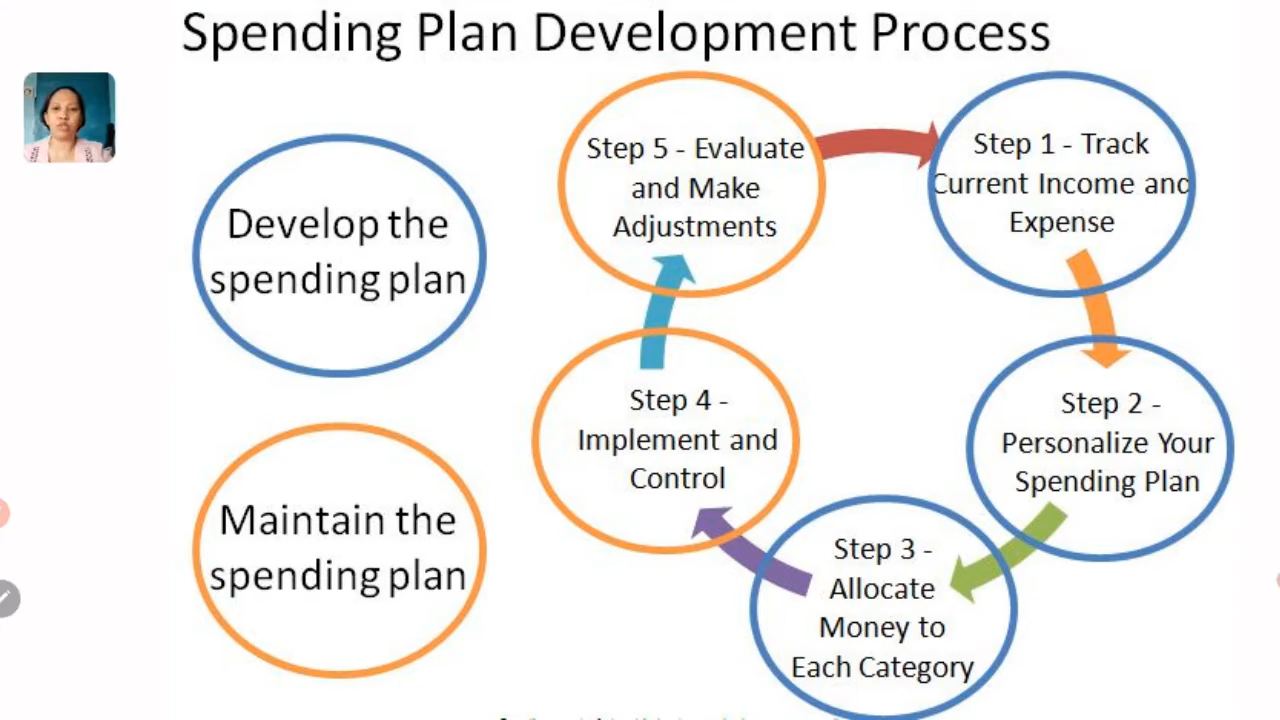 Spending Plan Development Process
Develop the
spending plan
Maintain the
spending plan
Step 1 - Track
Current Income and
Expense
Step 2 -
Personalize Your
Spending Plan
Step 3 -
Allocate
Money to
Each Category
Step 4 -
Implement and
Control
Step 5 - Evaluate
and Make
Adjustments